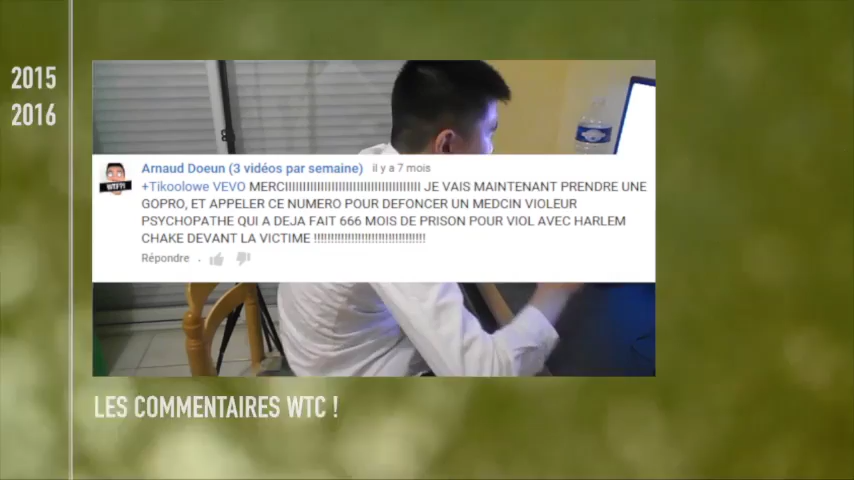 2015
2016
Arnaud Doeun (3 vidéos par semaine) il y a 7 mois
+Tikoolowe VEVO MERCIIIIIIIIIIIIIIIIIIIIIIIIIIIIIIIIIIIIIII JE VAIS MAINTENANT PRENDRE UNE
GOPRO, ET APPELER CE NUMERO POUR DEFONCER UN MEDCIN VIOLEUR
PSYCHOPATHE QUI A DEJA FAIT 666 MOIS DE PRISON POUR VIOL AVEC HARLEM
CHAKE DEVANT LA VICTIME !!!!!!!!!!!!!!!!!!!!!!!!!!!!!!!!!
Répondre .
WTF?!
LES COMMENTAIRES WTC !